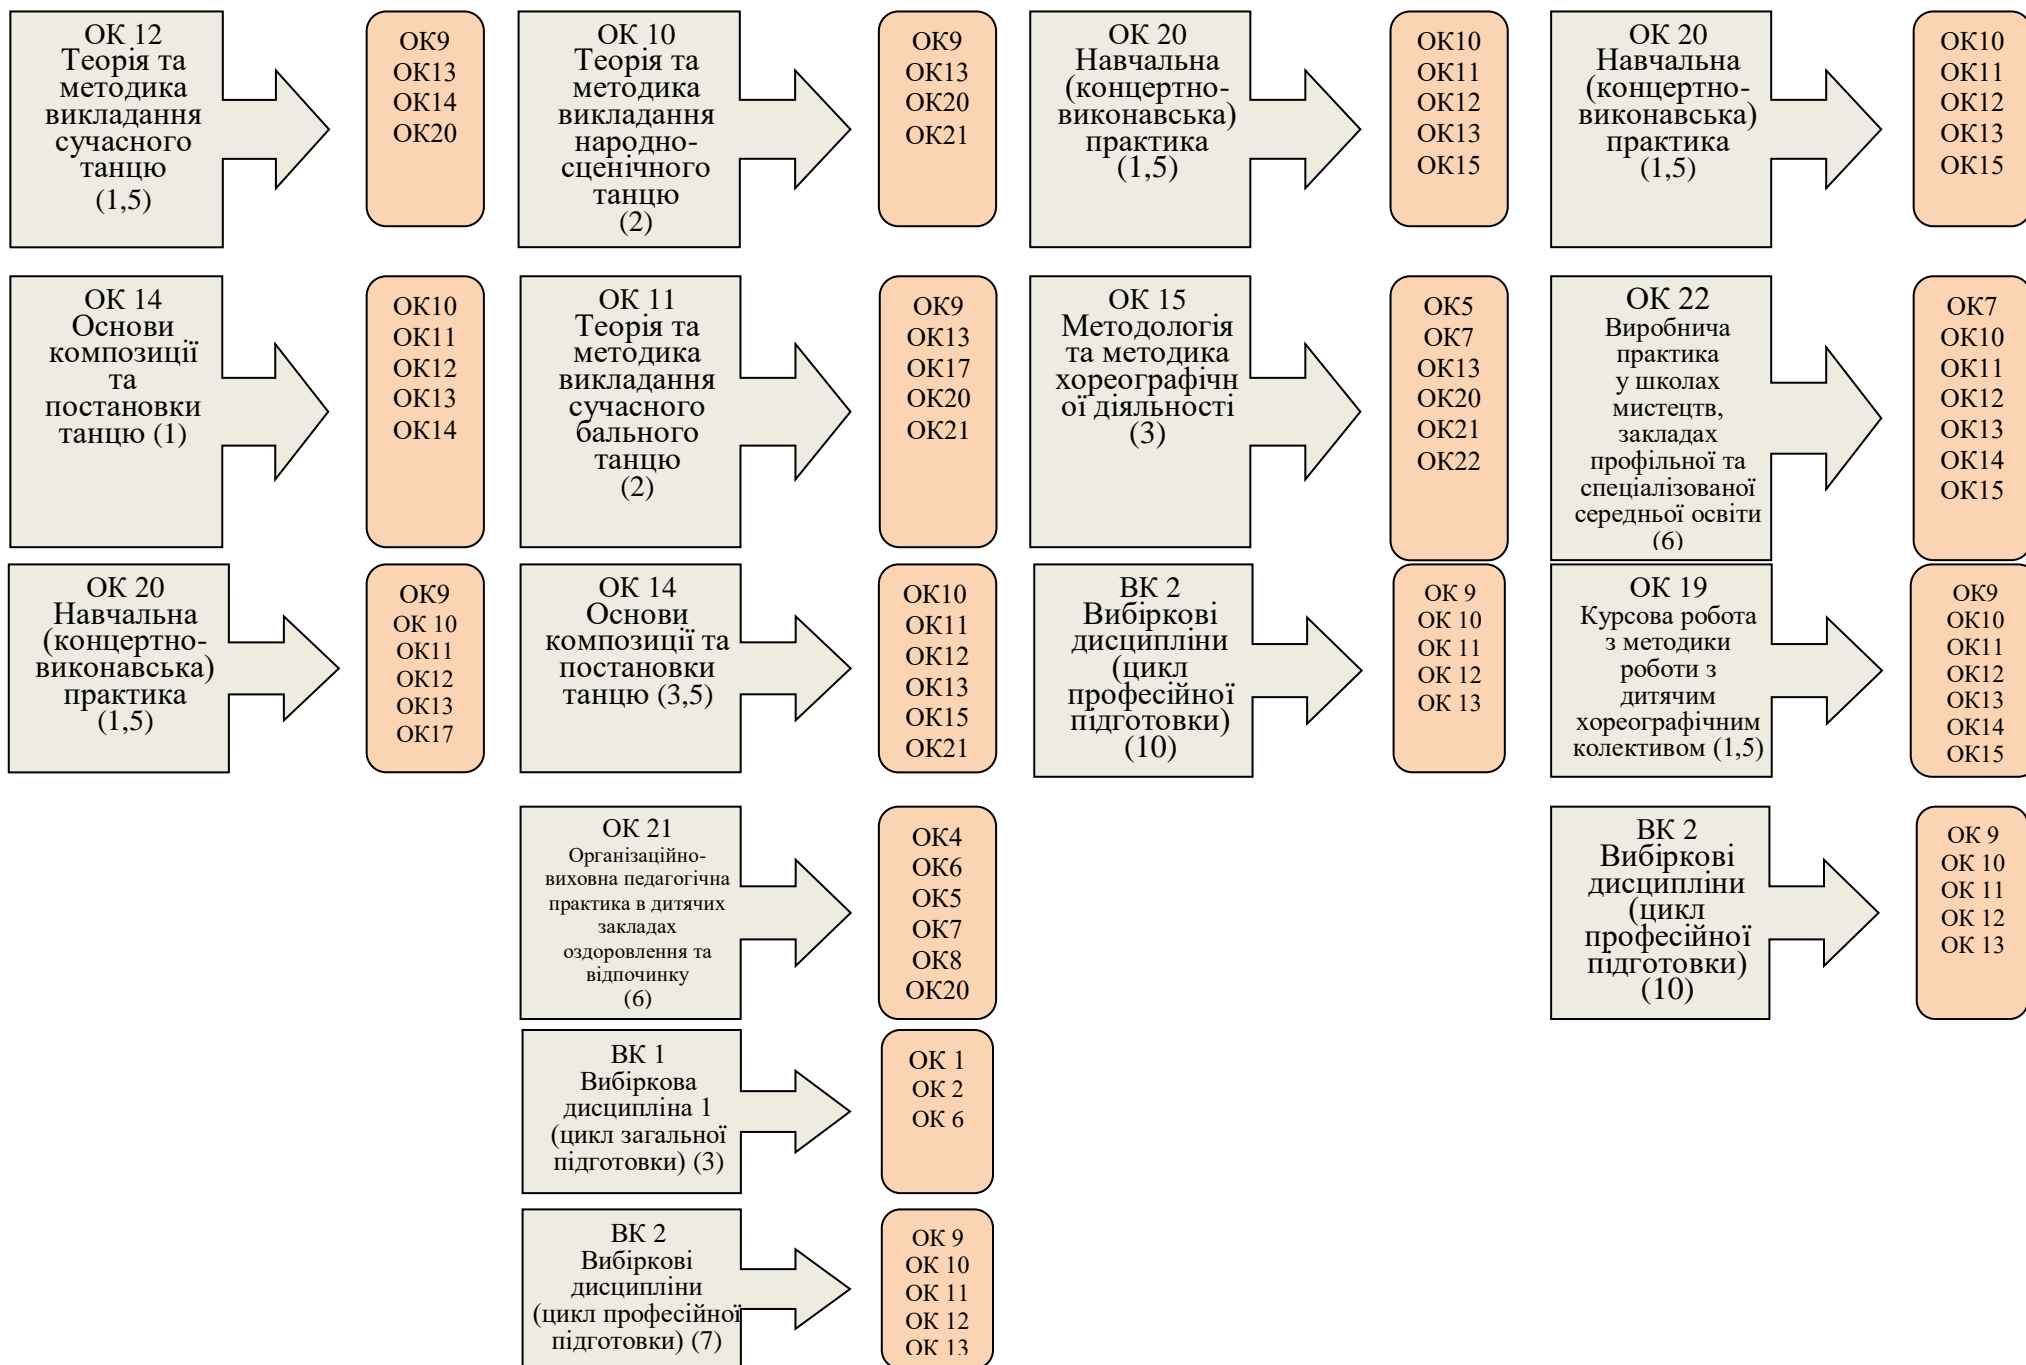 ОК 12
Теорія та
методика
викладання
сучасного
танцю
(1,5)
ОК9
ОК13
ОК14
ОК20
ОК 10
Теорія та
методика
викладання
народно-
сценічного
танцю
(2)
ОК9
ОК13
ОК20
ОК21
ОК 20
Навчальна
(концертно-
виконавська)
практика
(1,5)
ОК10
ОК11
ОК12
ОК13
ОК15
ОК 20
Навчальна
(концертно-
виконавська)
практика
(1,5)
ОК10
ОК11
ОК12
ОК13
ОК15
ОК 14
Основи
композиції
та
постановки
танцю (1)
ОК10
ОК11
ОК12
ОК13
ОК14
ОК 11
Теорія та
методика
викладання
сучасного
бального
танцю
(2)
ОК9
ОК13
ОК17
ОК20
ОК21
ОК 15
Методологія
та методика
хореографічн
ої діяльності
(3)
ОК5
ОК7
ОК13
ОК20
ОК21
ОК22
ОК 22
Виробнича
практика
у школах
мистецтв,
закладах
профільної та
спеціалізованої
середньої освіти
(6)
ОК7
ОК10
ОК11
ОК12
ОК13
ОК14
ОК15
ОК 20
Навчальна
(концертно-
виконавська)
практика
(1,5)
ОК9
ОК 10
ОК11
ОК12
ОК13
ОК17
ОК 14
Основи
композиції та
постановки
танцю (3,5)
ОК10
ОК11
ОК12
ОК13
ОК15
ОК21
ВК 2
Вибіркові
дисципліни
(цикл
професійної
підготовки)
(10)
ОК 9
ОК 10
ОК 11
ОК 12
ОК 13
ОК 19
Курсова робота
з методики
роботи з
дитячим
хореографічним
колективом (1,5)
ОК9
ОК10
ОК11
ОК12
ОК13
ОК14
ОК15
ОК 21
Організаційно-
виховна педагогічна
практика в дитячих
закладах
оздоровлення та
відпочинку
(6)
ОК4
ОК6
ОК5
ОК7
ОК8
ОК20
ВК 2
Вибіркові
дисципліни
(цикл
професійної
підготовки)
(10)
ОК 9
ОК 10
ОК 11
ОК 12
ОК 13
ВК 1
Вибіркова
дисципліна 1
(цикл загальної
підготовки) (3)
ОК 1
ОК 2
ОК 6
ВК 2
Вибіркові
дисципліни
(цикл професійної
підготовки) (7)
ОК 9
ОК 10
ОК 11
ОК 12
ОК 13